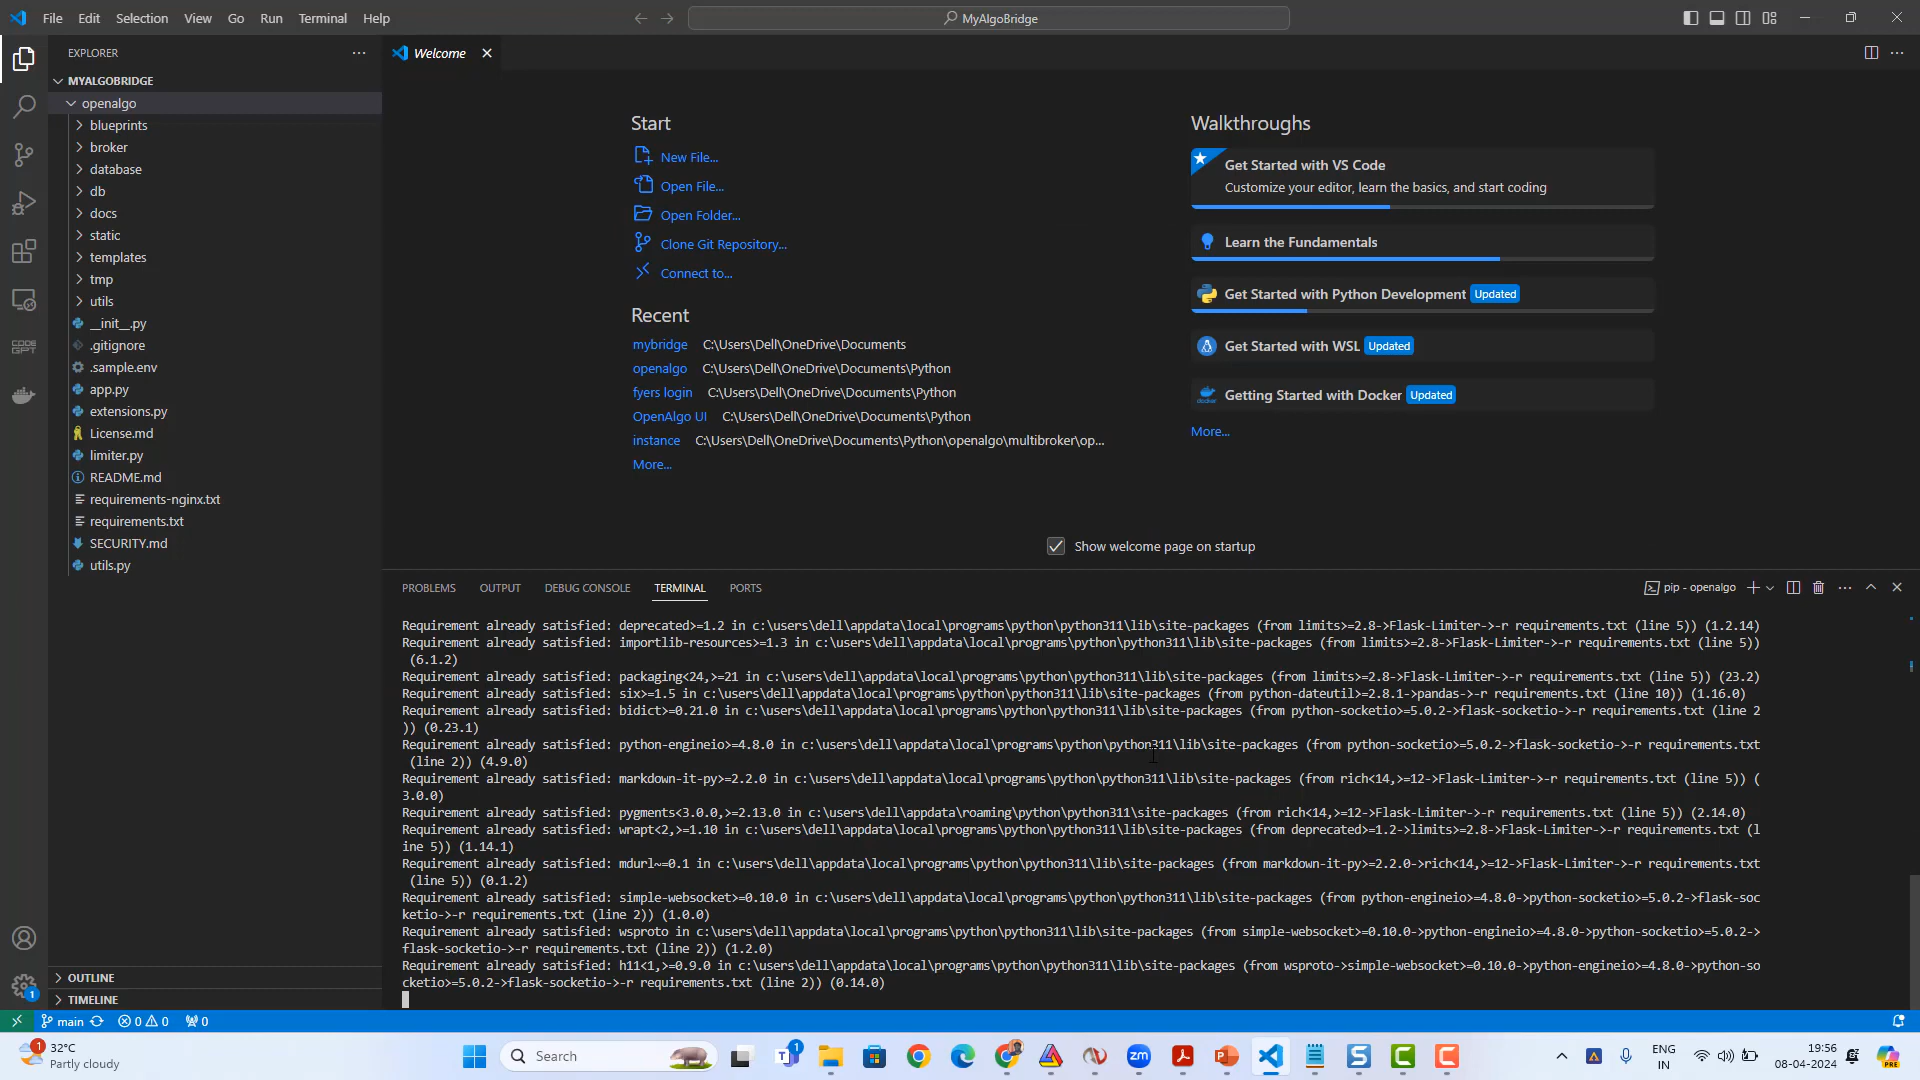 File Edit Selection View Go Run Terminal Help
MyAlgoBridge
EXPLORER
MYALGOBRIDGE
openalgo
blueprints
broker
database
db
docs
static
templates
tmp
utils
__init__.py
.gitignore
.sample.env
app.py
extensions.py
License.md
limiter.py
README.md
requirements-nginx.txt
requirements.txt
SECURITY.md
utils.py
OUTLINE
TIMELINE
CODE
GPT
1
Welcome
Start
New File...
Open File...
Open Folder...
Clone Git Repository...
Connect to...
Recent
mybridge C:\Users\Dell\OneDrive\Documents
openalgo C:\Users\Dell\OneDrive\Documents\Python
fyers login C:\Users\Dell\OneDrive\Documents\Python
OpenAlgo UI C:\Users\Dell\OneDrive\Documents\Python
instance C:\Users\Dell\OneDrive\Documents\Python\openalgo\multibroker\op...
More...
Walkthroughs
Get Started with VS Code
Customize your editor, learn the basics, and start coding
Learn the Fundamentals
Get Started with Python Development Updated
Get Started with WSL Updated
Getting Started with Docker Updated
More...
Show welcome page on startup
PROBLEMS OUTPUT DEBUG CONSOLE TERMINAL PORTS
pip - openalgo
Requirement already satisfied: deprecated>=1.2 in c:\users\dell\appdata\local\programs\python\python311\lib\site-packages (from limits>=2.8->Flask-Limiter->-r requirements.txt (line 5)) (1.2.14)
Requirement already satisfied: importlib-resources>=1.3 in c:\users\dell\appdata\local\programs\python\python311\lib\site-packages (from limits>=2.8->Flask-Limiter->-r requirements.txt (line 5))
(6.1.2)
Requirement already satisfied: packaging<24,>=21 in c:\users\dell\appdata\local\programs\python\python311\lib\site-packages (from limits>=2.8->Flask-Limiter->-r requirements.txt (line 5)) (23.2)
Requirement already satisfied: six>=1.5 in c:\users\dell\appdata\local\programs\python\python311\lib\site-packages (from python-dateutil>=2.8.1->pandas->-r requirements.txt (line 10)) (1.16.0)
Requirement already satisfied: bidict>=0.21.0 in c:\users\dell\appdata\local\programs\python\python311\lib\site-packages (from python-socketio>=5.0.2->flask-socketio->-r requirements.txt (line 2
)) (0.23.1)
Requirement already satisfied: python-engineio>=4.8.0 in c:\users\dell\appdata\local\programs\python\python311\lib\site-packages (from python-socketio>=5.0.2->flask-socketio->-r requirements.txt
(line 2)) (4.9.0)
Requirement already satisfied: markdown-it-py>=2.2.0 in c:\users\dell\appdata\local\programs\python\python311\lib\site-packages (from rich<14,>=12->Flask-Limiter->-r requirements.txt (line 5)) (
3.0.0)
Requirement already satisfied: pygments<3.0.0,>=2.13.0 in c:\users\dell\appdata\roaming\python\python311\site-packages (from rich<14,>=12->Flask-Limiter->-r requirements.txt (line 5)) (2.14.0)
Requirement already satisfied: wrapt<2,>=1.10 in c:\users\dell\appdata\local\programs\python\python311\lib\site-packages (from deprecated>=1.2->limits>=2.8->Flask-Limiter->-r requirements.txt (l
ine 5)) (1.14.1)
Requirement already satisfied: mdurl~=0.1 in c:\users\dell\appdata\local\programs\python\python311\lib\site-packages (from markdown-it-py>=2.2.0->rich<14,>=12->Flask-Limiter->-r requirements.txt
(line 5)) (0.1.2)
Requirement already satisfied: simple-websocket>=0.10.0 in c:\users\dell\appdata\local\programs\python\python311\lib\site-packages (from python-engineio>=4.8.0->python-socketio>=5.0.2->flask-soc
ketio->-r requirements.txt (line 2)) (1.0.0)
Requirement already satisfied: wsproto in c:\users\dell\appdata\local\programs\python\python311\lib\site-packages (from simple-websocket>=0.10.0->python-engineio>=4.8.0->python-socketio>=5.0.2->
flask-socketio->-r requirements.txt (line 2)) (1.2.0)
Requirement already satisfied: h11<1,>=0.9.0 in c:\users\dell\appdata\local\programs\python\python311\lib\site-packages (from wsproto->simple-websocket>=0.10.0->python-engineio>=4.8.0->python-so
cketio>=5.0.2->flask-socketio->-r requirements.txt (line 2)) (0.14.0)
main 0 0 0
1
32°C
Partly cloudy
Search
1
zm
ENG
IN
19:56
08-04-2024
PRE